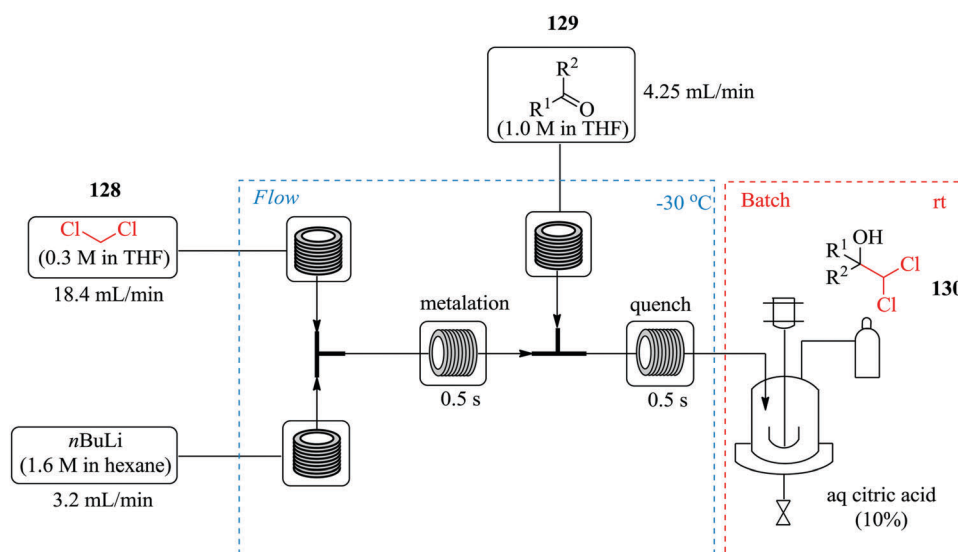 129
R²
R¹ O
(1.0 M in THF)
4.25 mL/min
128
Cl Cl
(0.3 M in THF)
18.4 mL/min
Flow
-30 °C
metalation
0.5 s
quench
0.5 s
nBuLi
(1.6 M in hexane)
3.2 mL/min
Batch
rt
OH
R¹
R² Cl
Cl
130
aq citric acid
(10%)